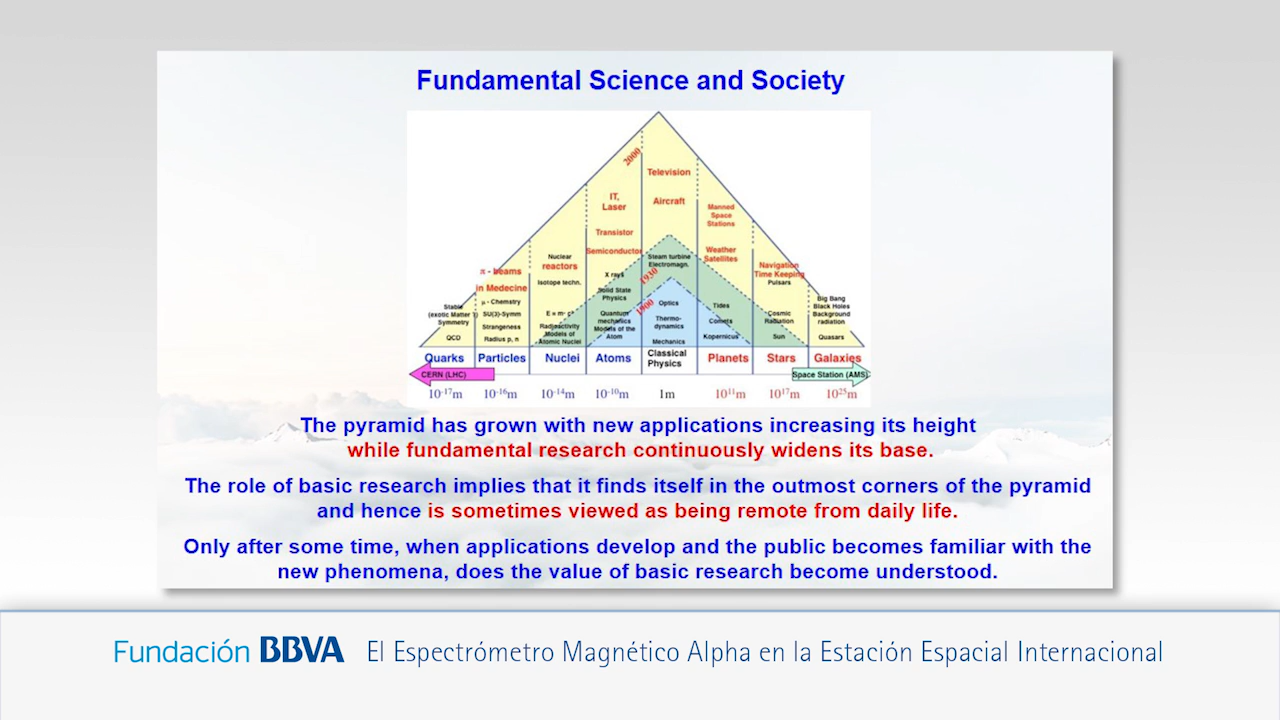 Fundamental Science and Society
2000
Television
IT,
Laser
Aircraft
Manned
Space
Stations
Transistor
Semiconductor
Weather
Satellites
Nuclear
reactors
Steam turbine
Electromagn.
1930
π - beams
in Medecine
Isotope techn.
X rays
Solid State
Physics
Navigation
Time Keeping
Pulsars
1900
Stable
(exotic Matter ?)
Symmetry
QCD
μ - Chemistry
SU(3)-Symm
Strangeness
Radius p, n
E = m· c²
Radjeactivity
Models of
Atomic Nuclei
Quantum
mechanics
Models of the
Atom
Optics
Thermo-
dynamics
Mechanics
Tides
Comets
Kopernicus
Cosmic
Radiation
Sun
Big Bang
Black Holes
Background
radiation
Quasars
Quarks Particles Nuclei Atoms Classical Physics Planets Stars Galaxies
CERN (LHC) Space Station (AMS)
10⁻¹⁷m 10⁻¹⁶m 10⁻¹⁴m 10⁻¹⁰m 1m 10¹¹m 10¹⁷m 10²⁵m
The pyramid has grown with new applications increasing its height
while fundamental research continuously widens its base.
The role of basic research implies that it finds itself in the outmost corners of the pyramid
and hence is sometimes viewed as being remote from daily life.
Only after some time, when applications develop and the public becomes familiar with the
new phenomena, does the value of basic research become understood.
Fundación BBVA El Espectrómetro Magnético Alpha en la Estación Espacial Internacional